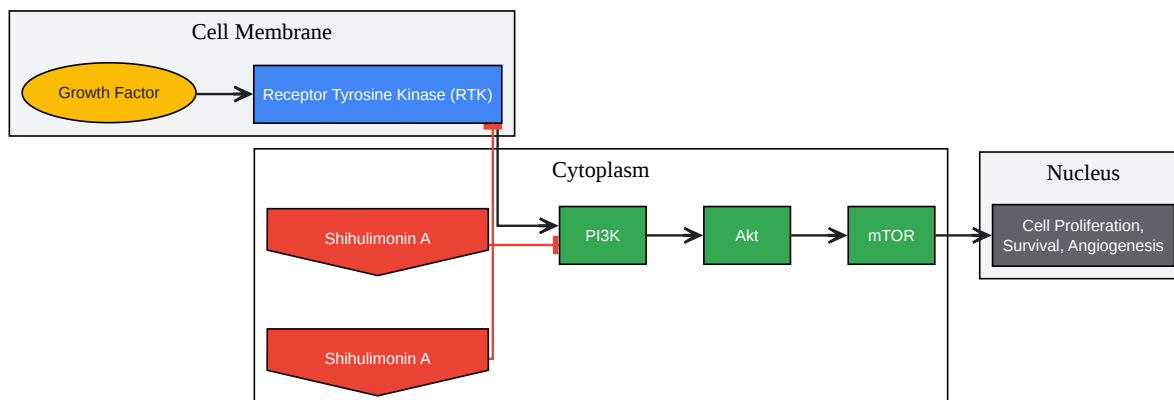 Cell Membrane
Growth Factor
Receptor Tyrosine Kinase (RTK)
Cytoplasm
Nucleus
Shihulimonin A
PI3K
Akt
mTOR
Cell Proliferation,
Survival, Angiogenesis
Shihulimonin A